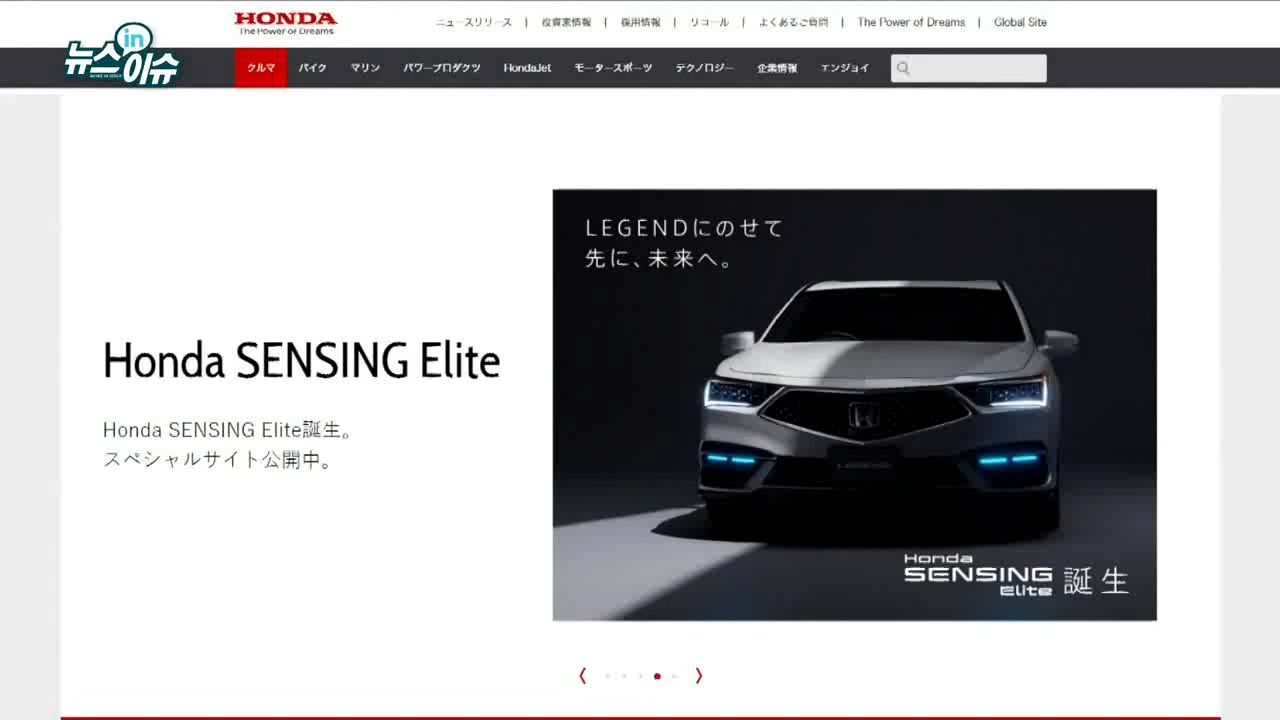 HONDA
The Power of Dreams
ニュースリリース | 投資家情報 | 採用情報 | リコール | よくあるご質問 | The Power of Dreams | Global Site
뉴스in이슈
クルマ バイク マリン パワープロダクツ HondaJet モータースポーツ テクノロジー 企業情報 エンジョイ
LEGENDにのせて
先に、未来へ。
Honda SENSING Elite
Honda SENSING Elite誕生。
スペシャルサイト公開中。
Honda
SENSING 誕生
Elite